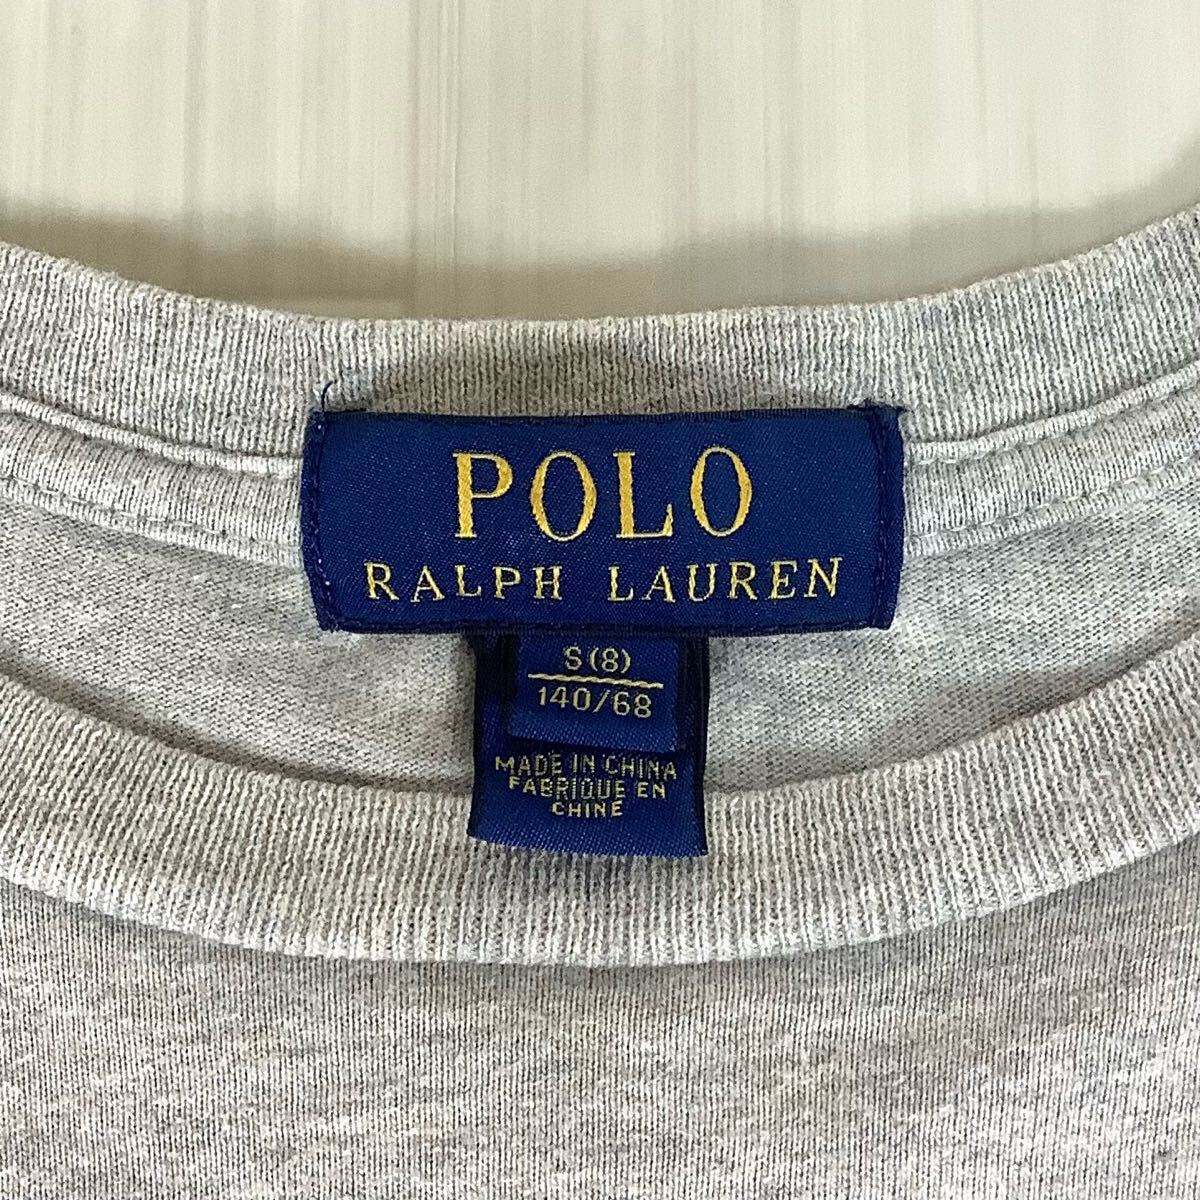 POLO
RALPH LAUREN
S(8)
140/68
MADE IN CHINA
FABRIQUE EN
CHINE